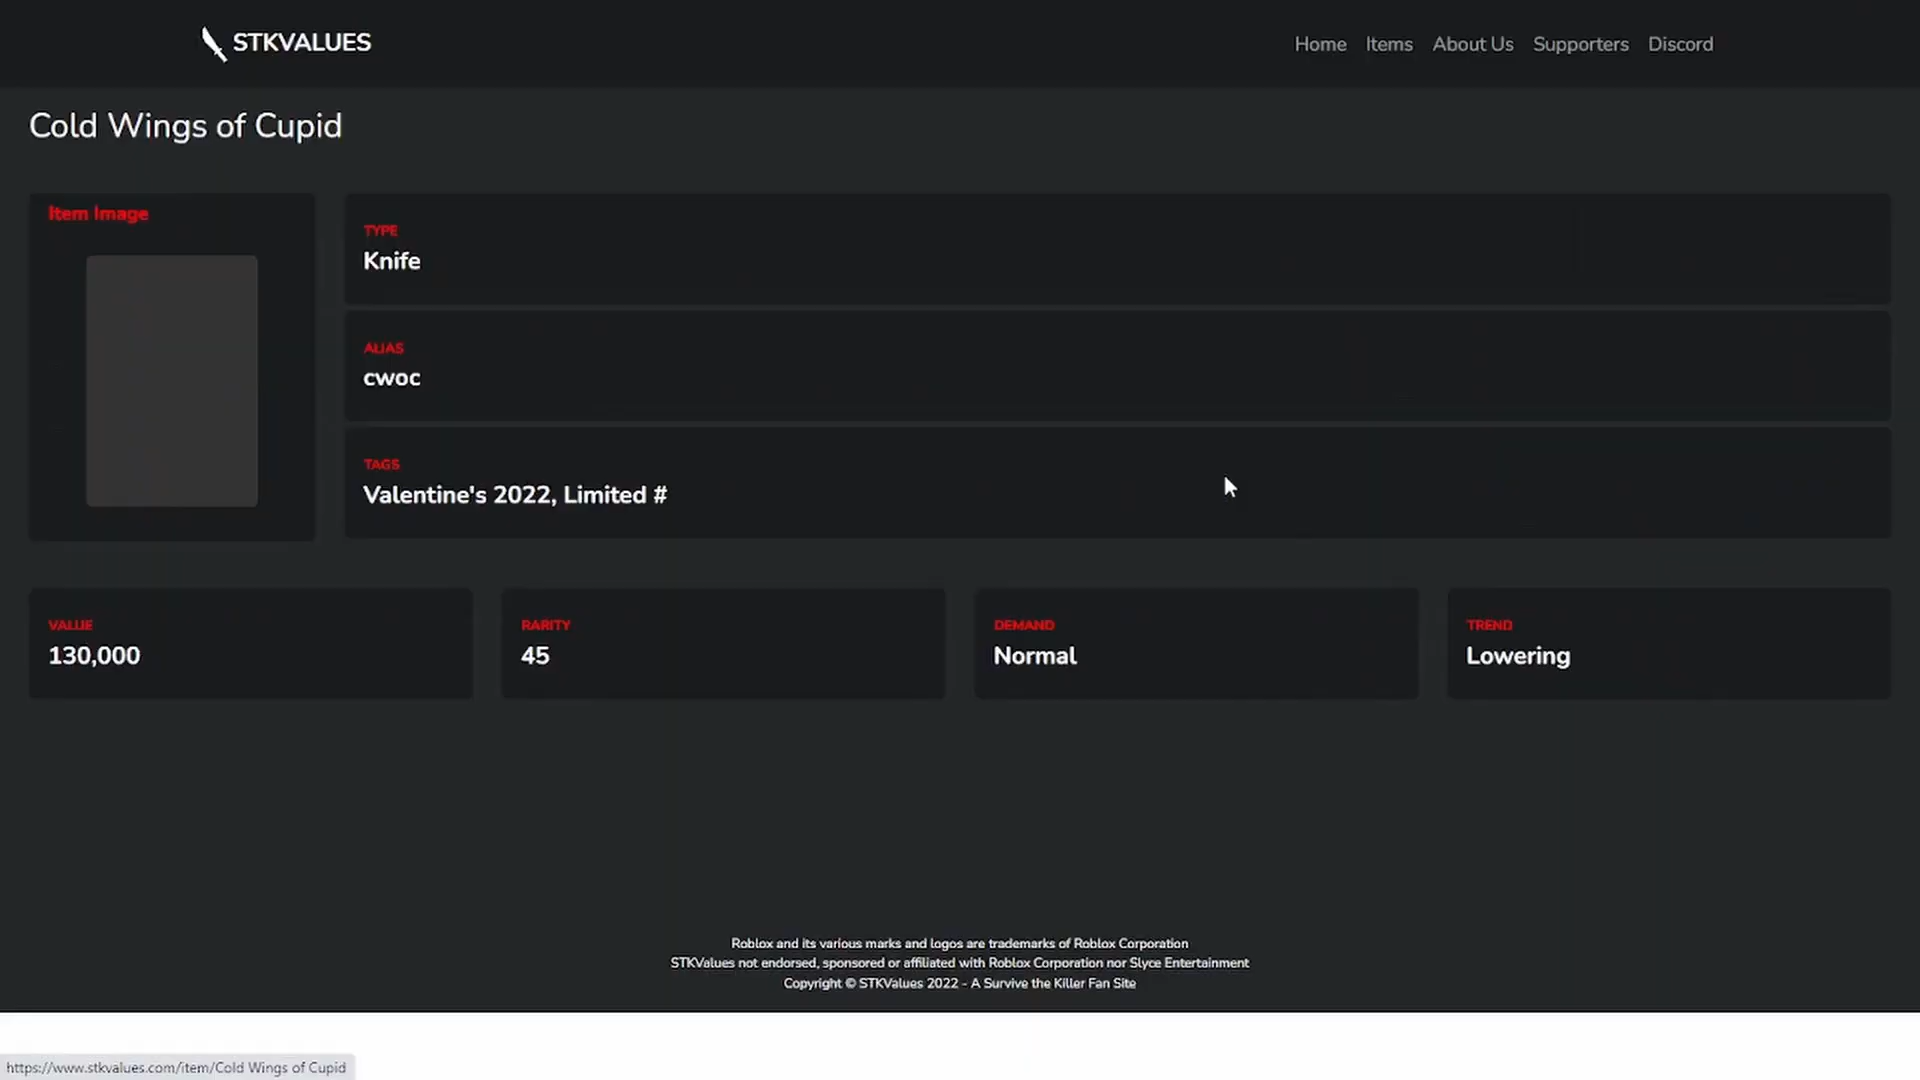 STKVALUES
Home Items About Us Supporters Discord
Cold Wings of Cupid
Item Image
TYPE
Knife
ALIAS
cwoc
TAGS
Valentine's 2022, Limited #
VALUE
130,000
RARITY
45
DEMAND
Normal
TREND
Lowering
Roblox and its various marks and logos are trademarks of Roblox Corporation
STKValues not endorsed, sponsored or affiliated with Roblox Corporation nor Slyce Entertainment
Copyright © STKValues 2022 - A Survive the Killer Fan Site
https://www.stkvalues.com/item/Cold Wings of Cupid